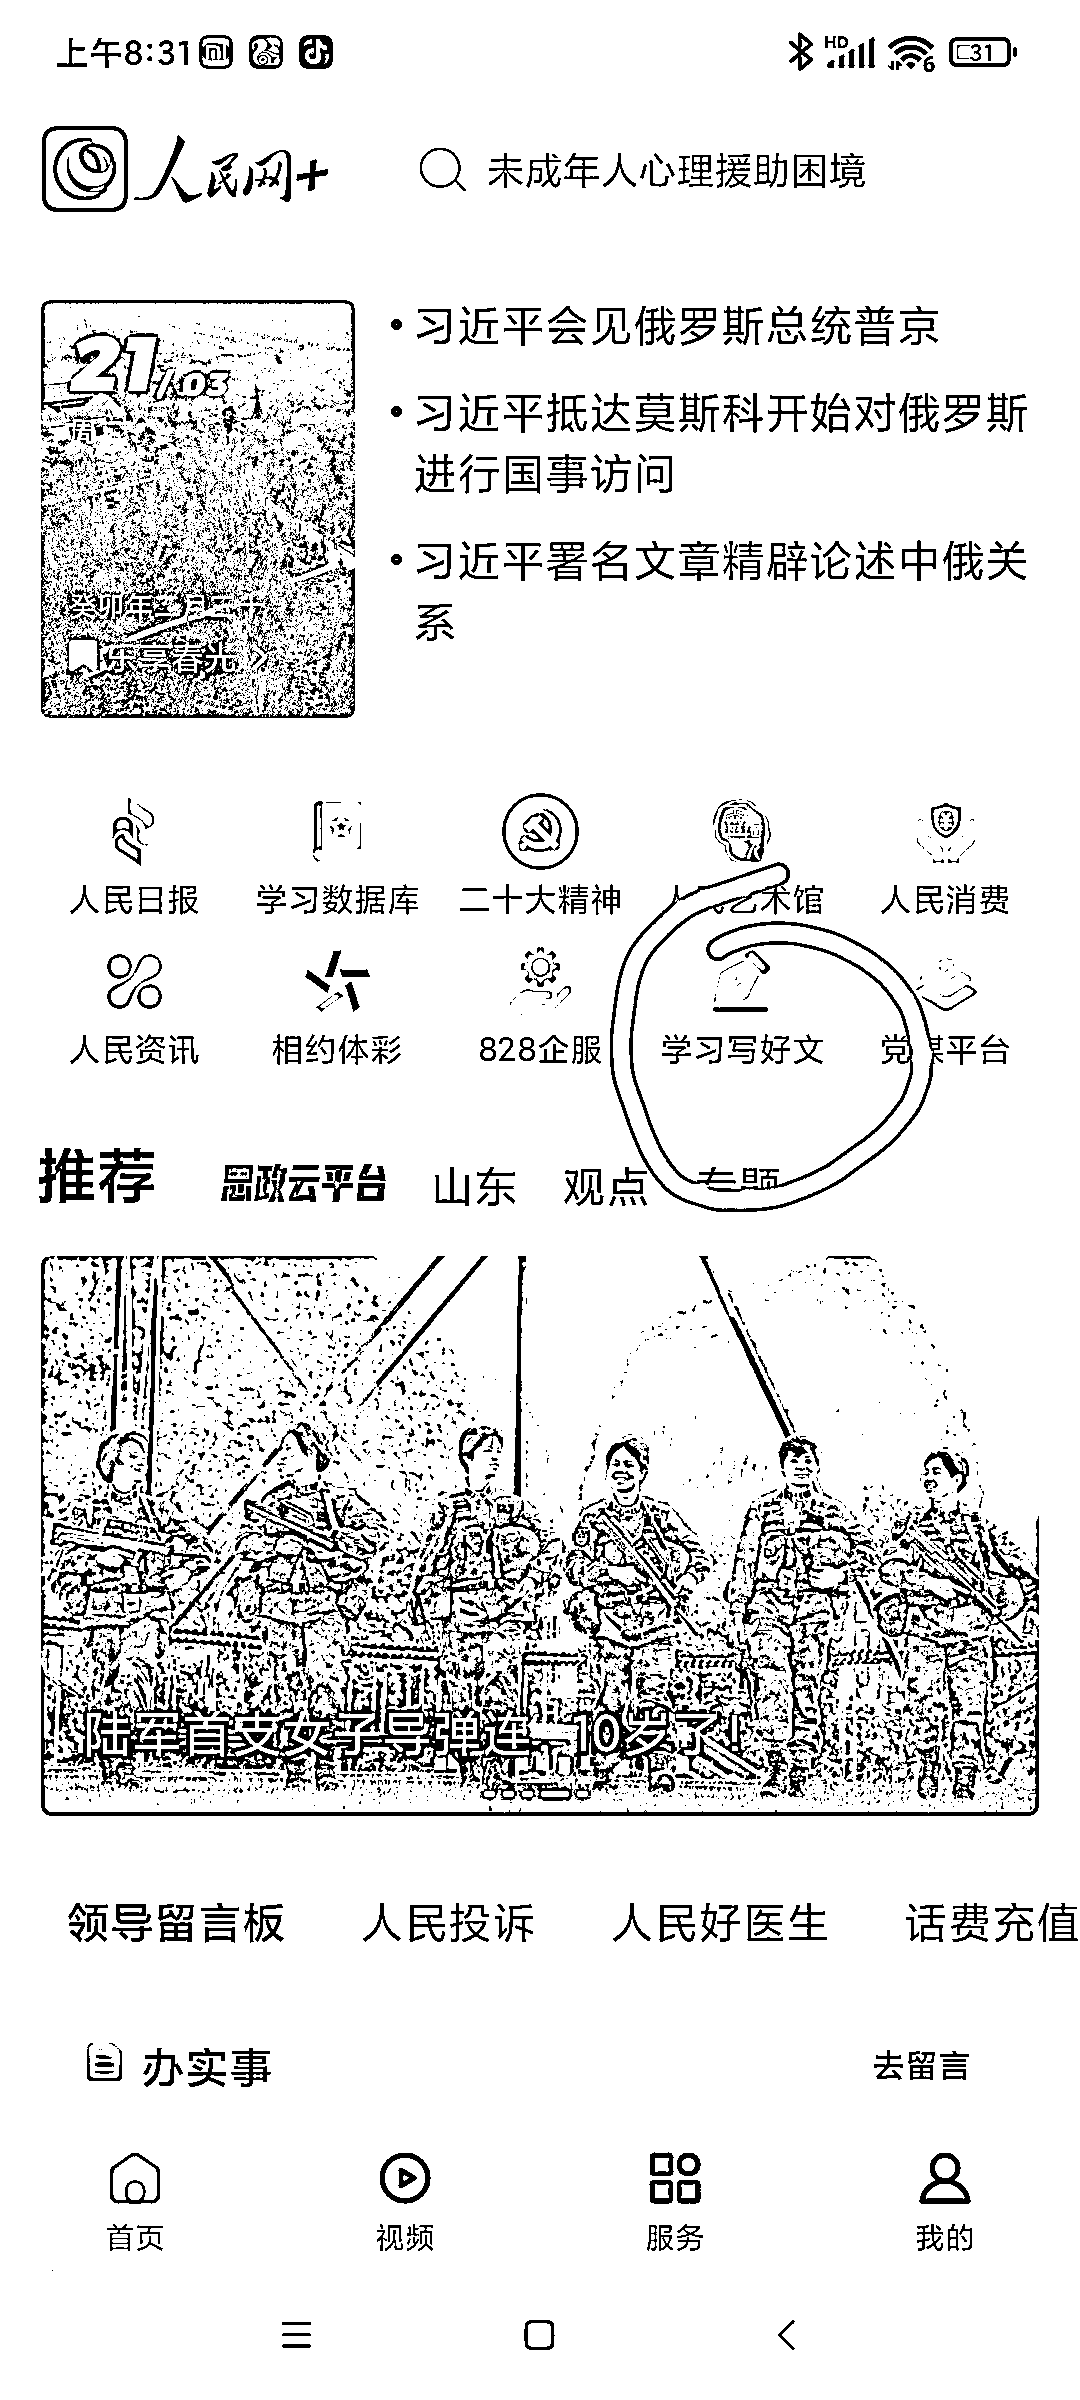 上午8:31
HD 6 31
人民网+
未成年人心理援助困境
21/03
癸卯年二月三十
乐享春光 >
•习近平会见俄罗斯总统普京
•习近平抵达莫斯科开始对俄罗斯
进行国事访问
•习近平署名文章精辟论述中俄关
系
人民日报 学习数据库 二十大精神 人民艺术馆 人民消费
人民资讯 相约体彩 828企服 学习写好文 党媒平台
推荐 思政云平台 山东 观点 专题
陆军首支女子导弹连—10岁了!
领导留言板 人民投诉 人民好医生 话费充值
办实事 去留言
首页 视频 服务 我的